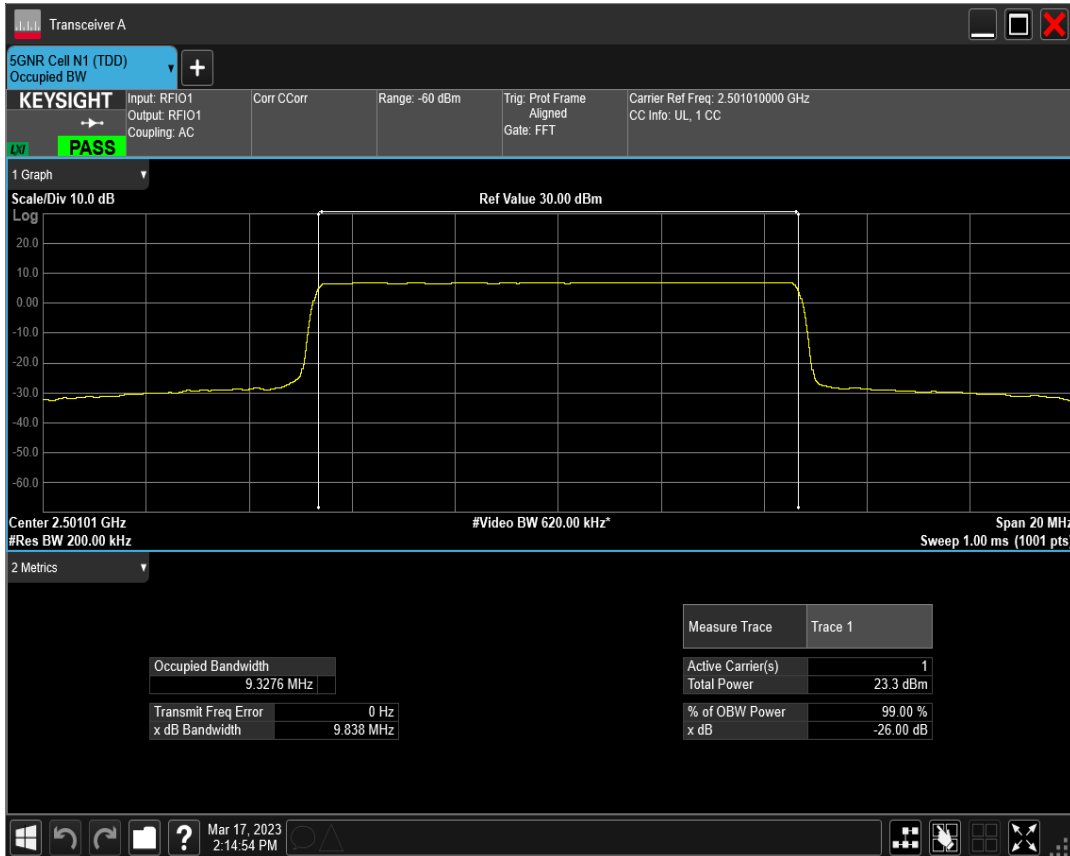 Transceiver A
5GNR Cell N1 (TDD)
Occupied BW
+
KEYSIGHT
LXI
PASS
Input: RFIO1
Output: RFIO1
Coupling: AC
Corr CCorr
Range: -60 dBm
Trig: Prot Frame
Aligned
Gate: FFT
Carrier Ref Freq: 2.501010000 GHz
CC Info: UL, 1 CC
1 Graph
Scale/Div 10.0 dB
Ref Value 30.00 dBm
Log
20.0
10.0
0.00
-10.0
-20.0
-30.0
-40.0
-50.0
-60.0
Center 2.50101 GHz
#Video BW 620.00 kHz*
Span 20 MHz
#Res BW 200.00 kHz
Sweep 1.00 ms (1001 pts)
2 Metrics
Measure Trace Trace 1
Occupied Bandwidth
9.3276 MHz
Active Carrier(s) 1
Total Power 23.3 dBm
Transmit Freq Error 0 Hz
x dB Bandwidth 9.838 MHz
% of OBW Power 99.00 %
x dB -26.00 dB
?
Mar 17, 2023
2:14:54 PM